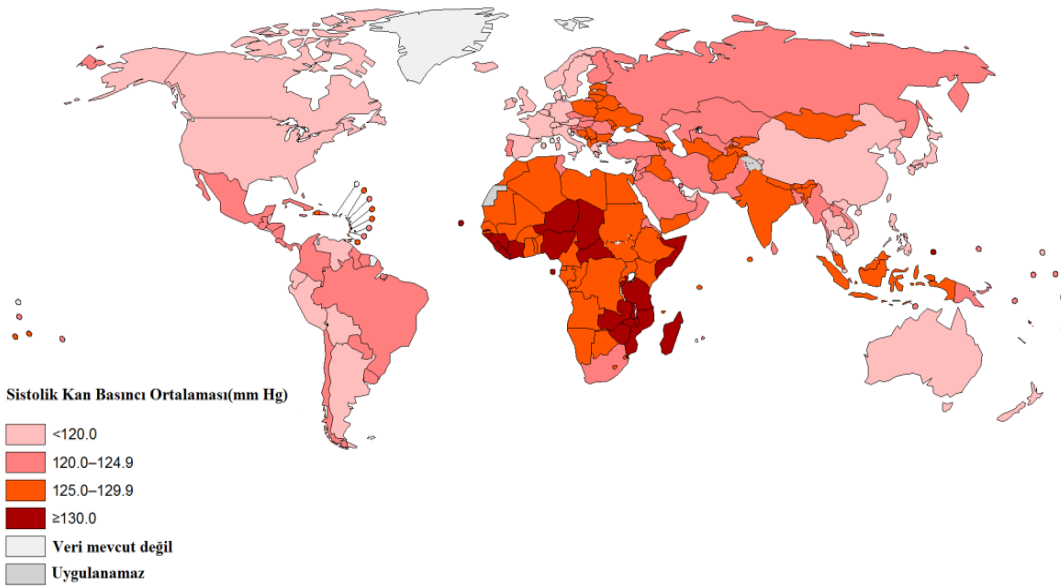 Sistolik Kan Basıncı Ortalaması(mm Hg)
<120.0
120.0–124.9
125.0–129.9
≥130.0
Veri mevcut değil
Uygulanamaz